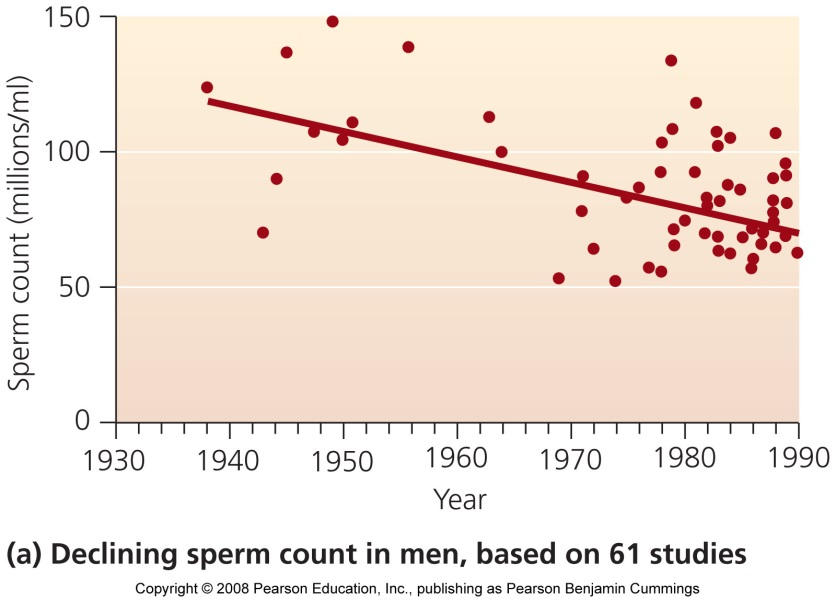 150
100
50
0
Sperm count (millions/ml)
1930 1940 1950 1960 1970 1980 1990
Year
(a) Declining sperm count in men, based on 61 studies
Copyright © 2008 Pearson Education, Inc., publishing as Pearson Benjamin Cummings